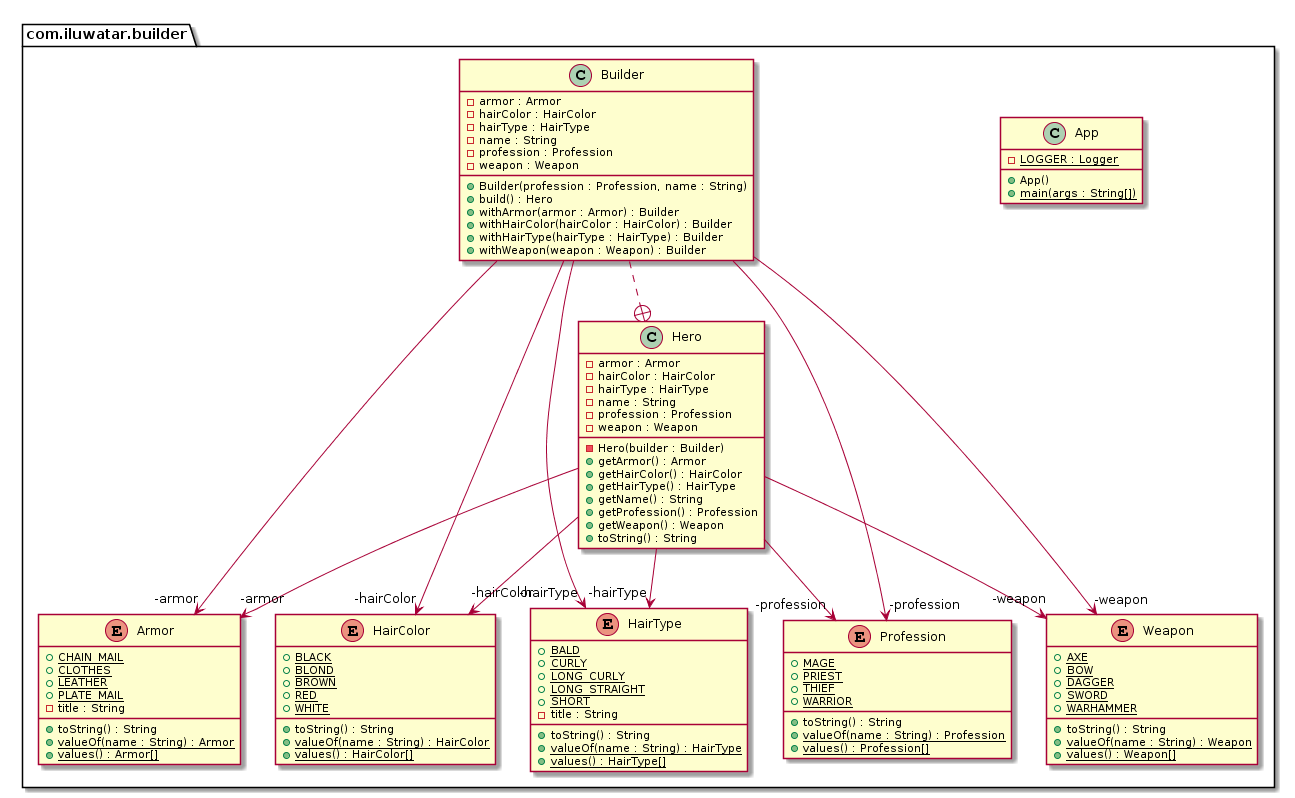 com.iluwatar.builder
C Builder
armor : Armor
hairColor : HairColor
hairType : HairType
name : String
profession : Profession
weapon : Weapon
Builder(profession : Profession, name : String)
build() : Hero
withArmor(armor : Armor) : Builder
withHairColor(hairColor : HairColor) : Builder
withHairType(hairType : HairType) : Builder
withWeapon(weapon : Weapon) : Builder
C App
LOGGER : Logger
App()
main(args : String[])
C Hero
armor : Armor
hairColor : HairColor
hairType : HairType
name : String
profession : Profession
weapon : Weapon
Hero(builder : Builder)
getArmor() : Armor
getHairColor() : HairColor
getHairType() : HairType
getName() : String
getProfession() : Profession
getWeapon() : Weapon
toString() : String
-armor
-armor
-hairColor
-hairColor
-hairType
-hairType
-profession
-profession
-weapon
-weapon
E Armor
CHAIN_MAIL
CLOTHES
LEATHER
PLATE_MAIL
title : String
toString() : String
valueOf(name : String) : Armor
values() : Armor[]
E HairColor
BLACK
BLOND
BROWN
RED
WHITE
toString() : String
valueOf(name : String) : HairColor
values() : HairColor[]
E HairType
BALD
CURLY
LONG_CURLY
LONG_STRAIGHT
SHORT
title : String
toString() : String
valueOf(name : String) : HairType
values() : HairType[]
E Profession
MAGE
PRIEST
THIEF
WARRIOR
toString() : String
valueOf(name : String) : Profession
values() : Profession[]
E Weapon
AXE
BOW
DAGGER
SWORD
WARHAMMER
toString() : String
valueOf(name : String) : Weapon
values() : Weapon[]